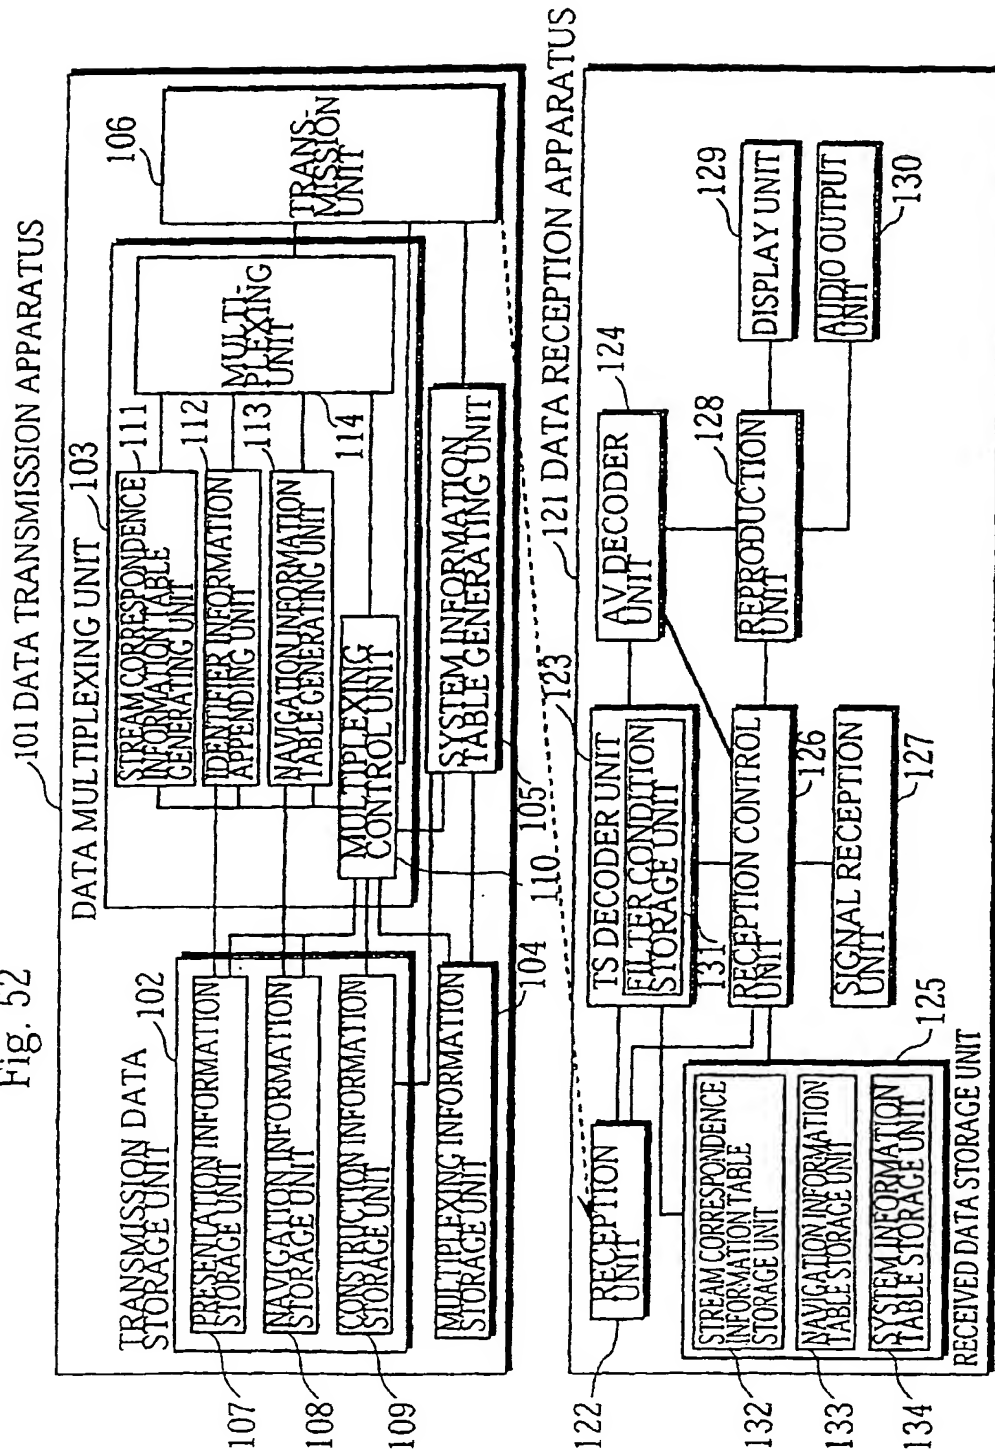 Fig. 52
101 DATA TRANSMISSION APPARATUS
TRANSMISSION DATA
STORAGE UNIT
102
PRESENTATION INFORMATION
STORAGE UNIT
107
NAVIGATION INFORMATION
STORAGE UNIT
108
CONSTRUCTION INFORMATION
STORAGE UNIT
109
MULTIPLEXING INFORMATION
STORAGE UNIT
104
DATA MULTIPLEXING UNIT
103
STREAM CORRESPONDENCE
INFORMATION TABLE
GENERATING UNIT
111
IDENTIFIER INFORMATION
APPENDING UNIT
112
NAVIGATION INFORMATION
TABLE GENERATING UNIT
113
MULTIPLEXING
CONTROL UNIT
110
MULTI-
PLEXING
UNIT
114
SYSTEM INFORMATION
TABLE GENERATING UNIT
105
TRANS-
MISSION
UNIT
106
121 DATA RECEPTION APPARATUS
RECEPTION
UNIT
122
TS DECODER UNIT
123
FILTER CONDITION
STORAGE UNIT
131
AV DECODER
UNIT
124
RECEPTION CONTROL
UNIT
126
REPRODUCTION
UNIT
128
DISPLAY UNIT
129
AUDIO OUTPUT
UNIT
130
SIGNAL RECEPTION
UNIT
127
125
STREAM CORRESPONDENCE
INFORMATION TABLE
STORAGE UNIT
132
NAVIGATION INFORMATION
TABLE STORAGE UNIT
133
SYSTEM INFORMATION
TABLE STORAGE UNIT
134
RECEIVED DATA STORAGE UNIT